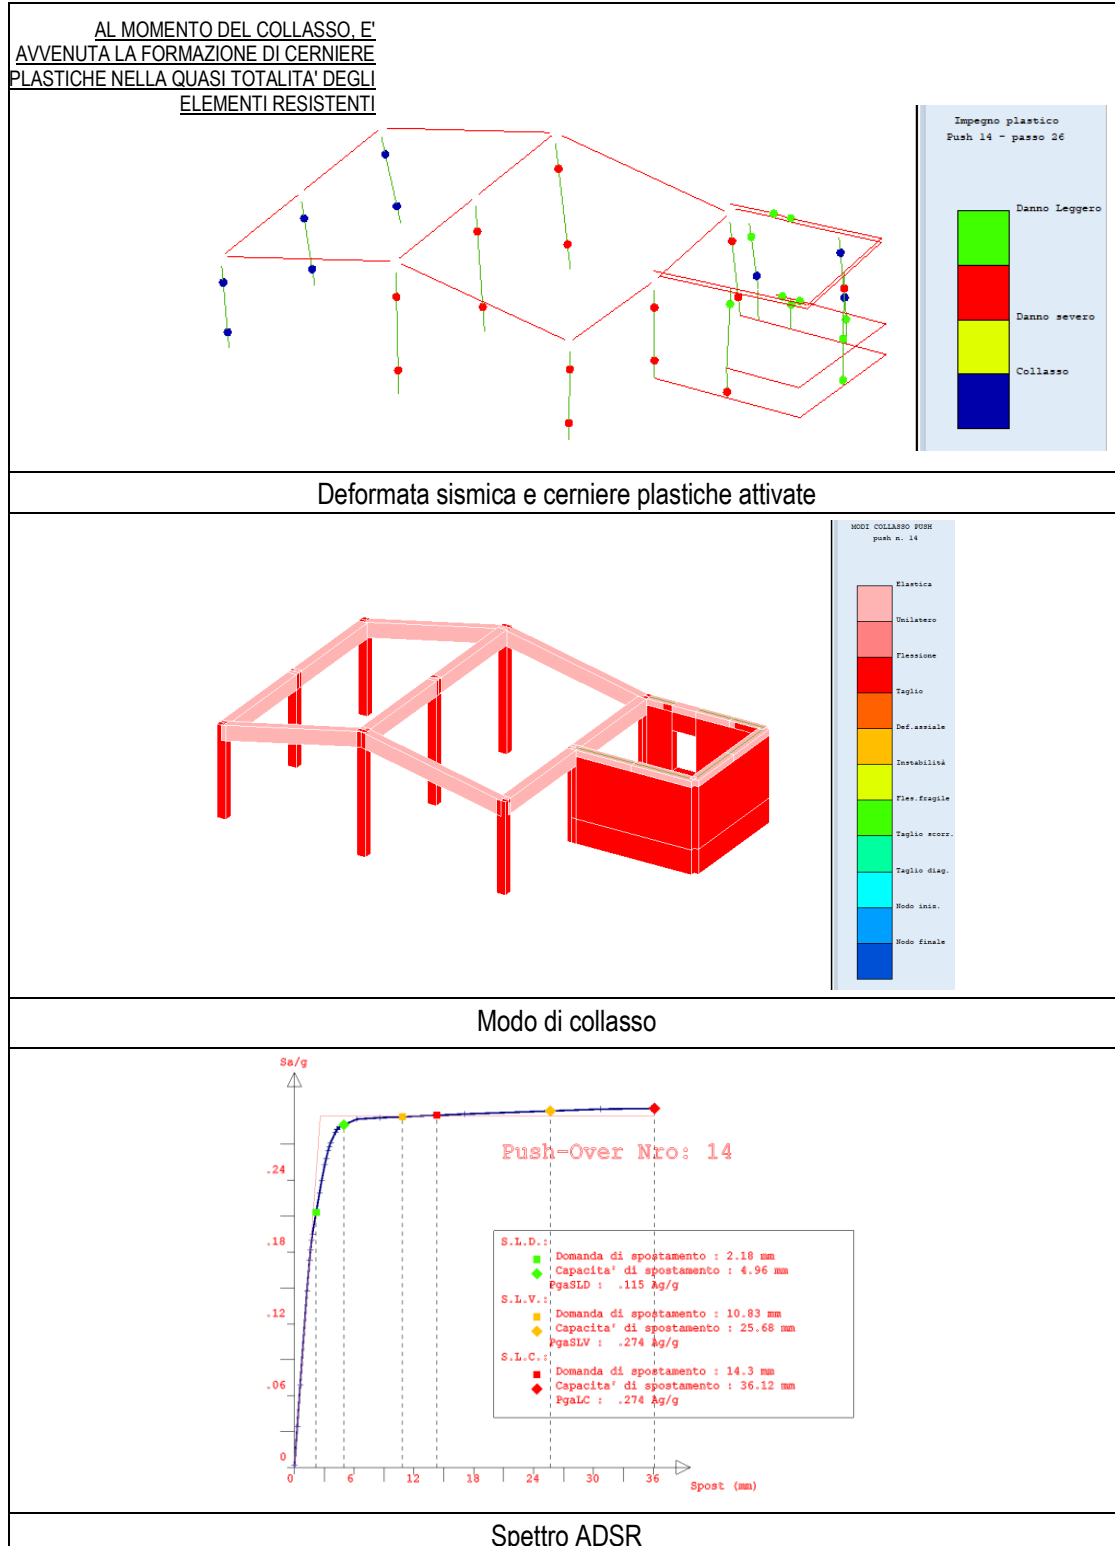 AL MOMENTO DEL COLLASSO, E'
AVVENUTA LA FORMAZIONE DI CERNIERE
PLASTICHE NELLA QUASI TOTALITA' DEGLI
ELEMENTI RESISTENTI
Impegno plastico
Push 14 - passo 26
Danno Leggero
Danno severo
Collasso
Deformata sismica e cerniere plastiche attivate
MODI COLLASSO PUSH
push n. 14
Elastica
Unilatero
Flessione
Taglio
Def.assiale
Instabilità
Fles.fragile
Taglio scorr.
Taglio diag.
Nodo iniz.
Nodo finale
Modo di collasso
Sa/g
Push-Over Nro: 14
.24
.18
.12
.06
0
S.L.D.:
Domanda di spostamento : 2.18 mm
Capacita' di spostamento : 4.96 mm
PgaSLD : .115 Ag/g
S.L.V.:
Domanda di spostamento : 10.83 mm
Capacita' di spostamento : 25.68 mm
PgaSLV : .274 Ag/g
S.L.C.:
Domanda di spostamento : 14.3 mm
Capacita' di spostamento : 36.12 mm
PgaLC : .274 Ag/g
0 6 12 18 24 30 36
Spost (mm)
Spettro ADSR